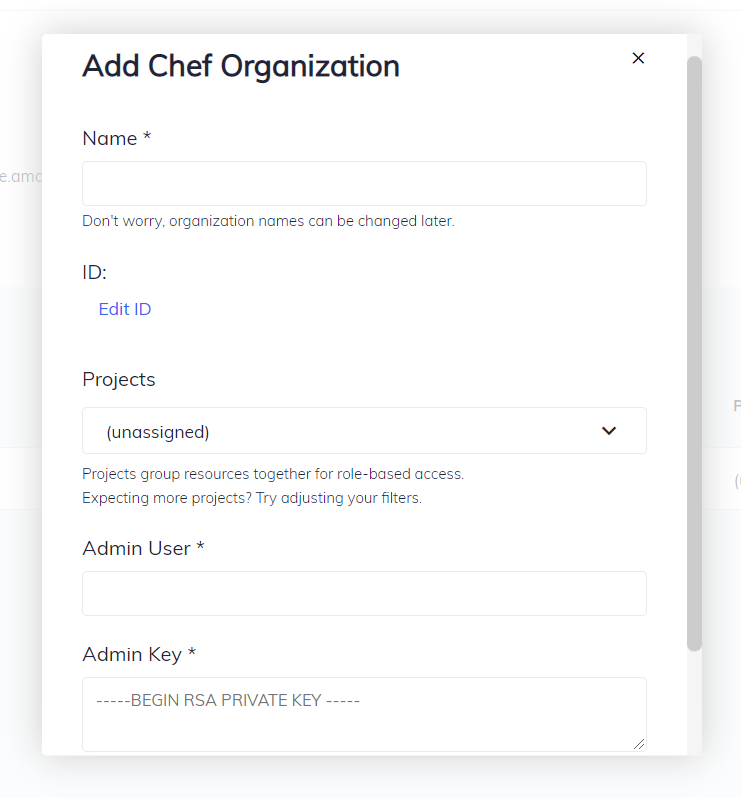 Add Chef Organization
Name *
e.ama
Don't worry, organization names can be changed later.
ID:
Edit ID
Projects
(unassigned)
Projects group resources together for role-based access.
Expecting more projects? Try adjusting your filters.
Admin User *
Admin Key *
-----BEGIN RSA PRIVATE KEY -----